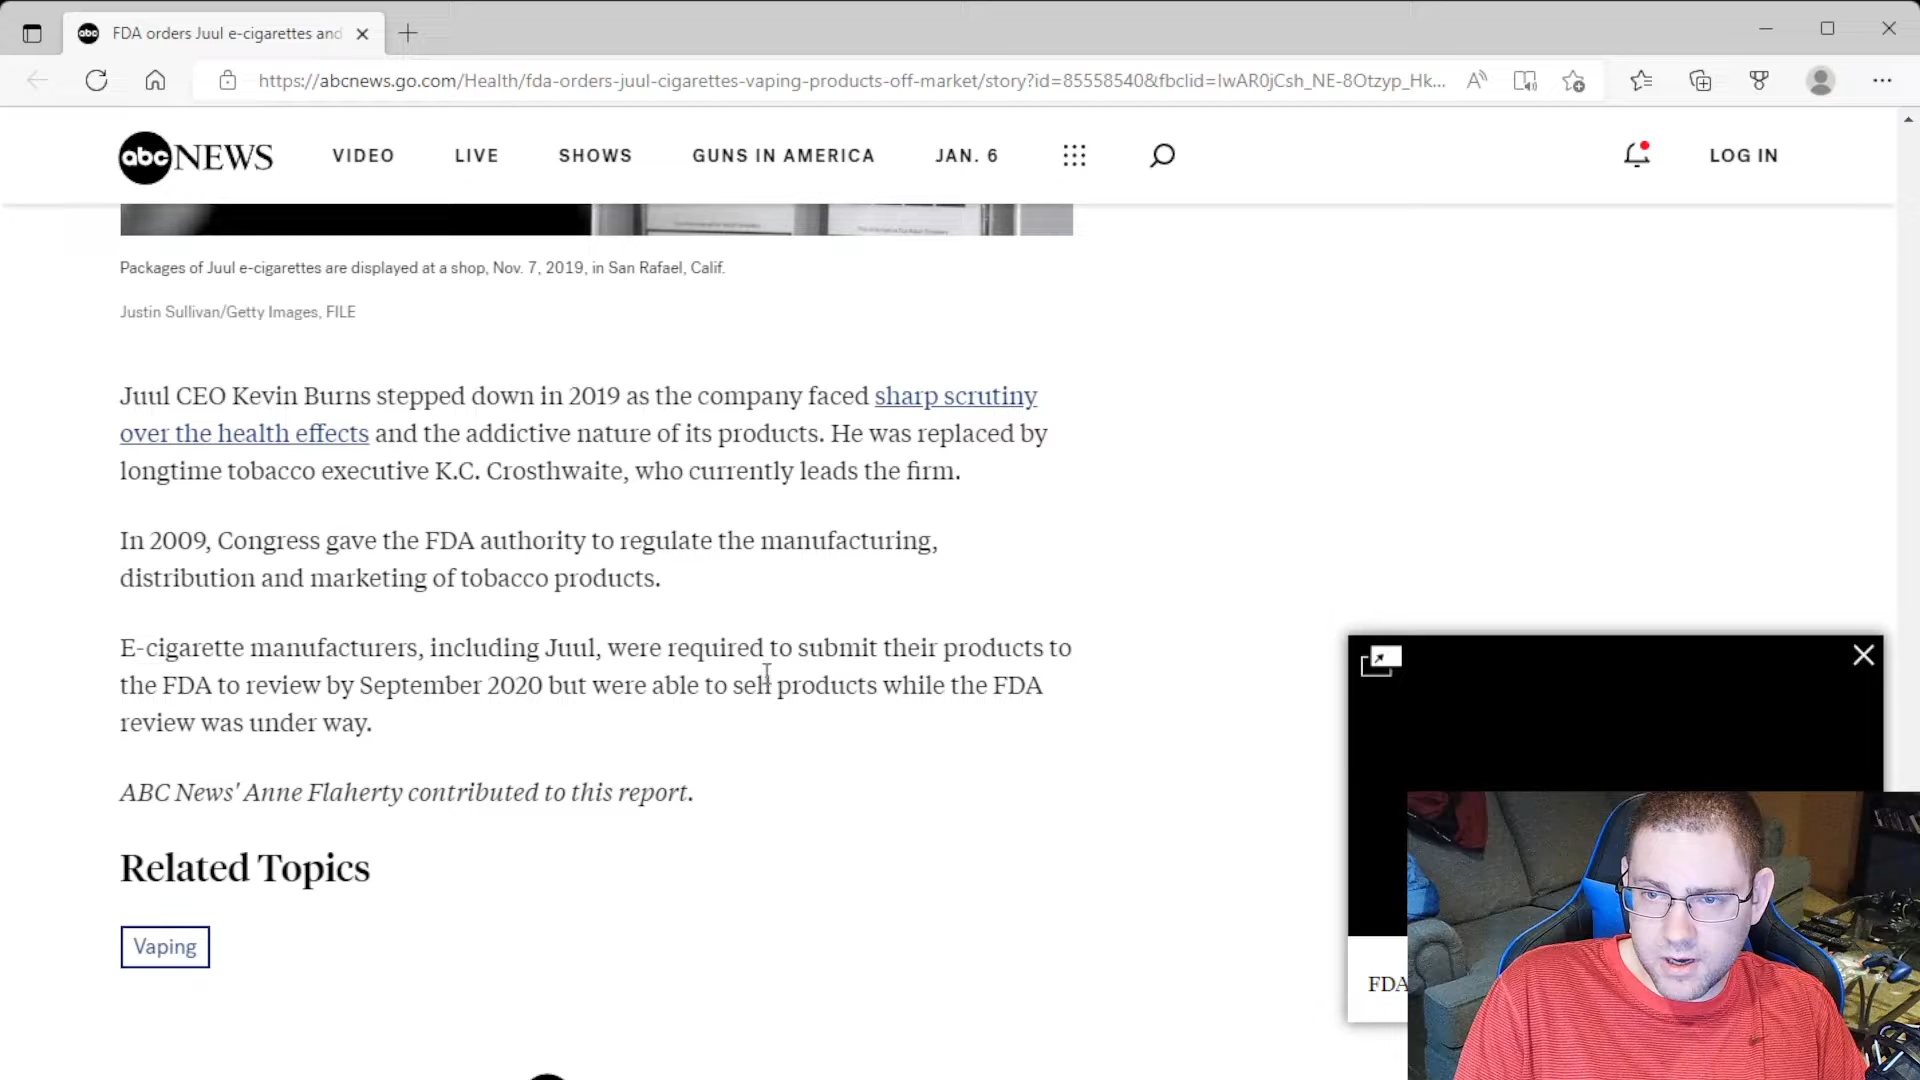 FDA orders Juul e-cigarettes and
https://abcnews.go.com/Health/fda-orders-juul-cigarettes-vaping-products-off-market/story?id=85558540&fbclid=IwAR0jCsh_NE-8Otzyp_Hk...
abc NEWS VIDEO LIVE SHOWS GUNS IN AMERICA JAN. 6 LOG IN
Packages of Juul e-cigarettes are displayed at a shop, Nov. 7, 2019, in San Rafael, Calif.
Justin Sullivan/Getty Images, FILE
Juul CEO Kevin Burns stepped down in 2019 as the company faced sharp scrutiny
over the health effects and the addictive nature of its products. He was replaced by
longtime tobacco executive K.C. Crosthwaite, who currently leads the firm.
In 2009, Congress gave the FDA authority to regulate the manufacturing,
distribution and marketing of tobacco products.
E-cigarette manufacturers, including Juul, were required to submit their products to
the FDA to review by September 2020 but were able to sell products while the FDA
review was under way.
ABC News' Anne Flaherty contributed to this report.
Related Topics
Vaping
FDA